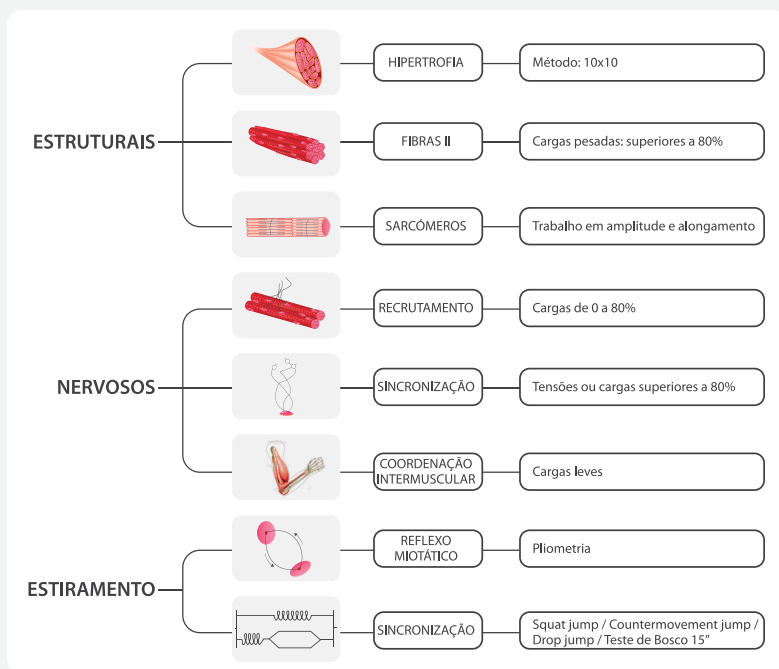 ESTRUTURAIS
HIPERTROFIA
Método: 10x10
FIBRAS II
Cargas pesadas: superiores a 80%
SARCÓMEROS
Trabalho em amplitude e alongamento
NERVOSOS
RECRUTAMENTO
Cargas de 0 a 80%
SINCRONIZAÇÃO
Tensões ou cargas superiores a 80%
COORDENAÇÃO
INTERMUSCULAR
Cargas leves
ESTIRAMENTO
REFLEXO
MIOTÁTICO
Pliometria
SINCRONIZAÇÃO
Squat jump / Countermovement jump /
Drop jump / Teste de Bosco 15”